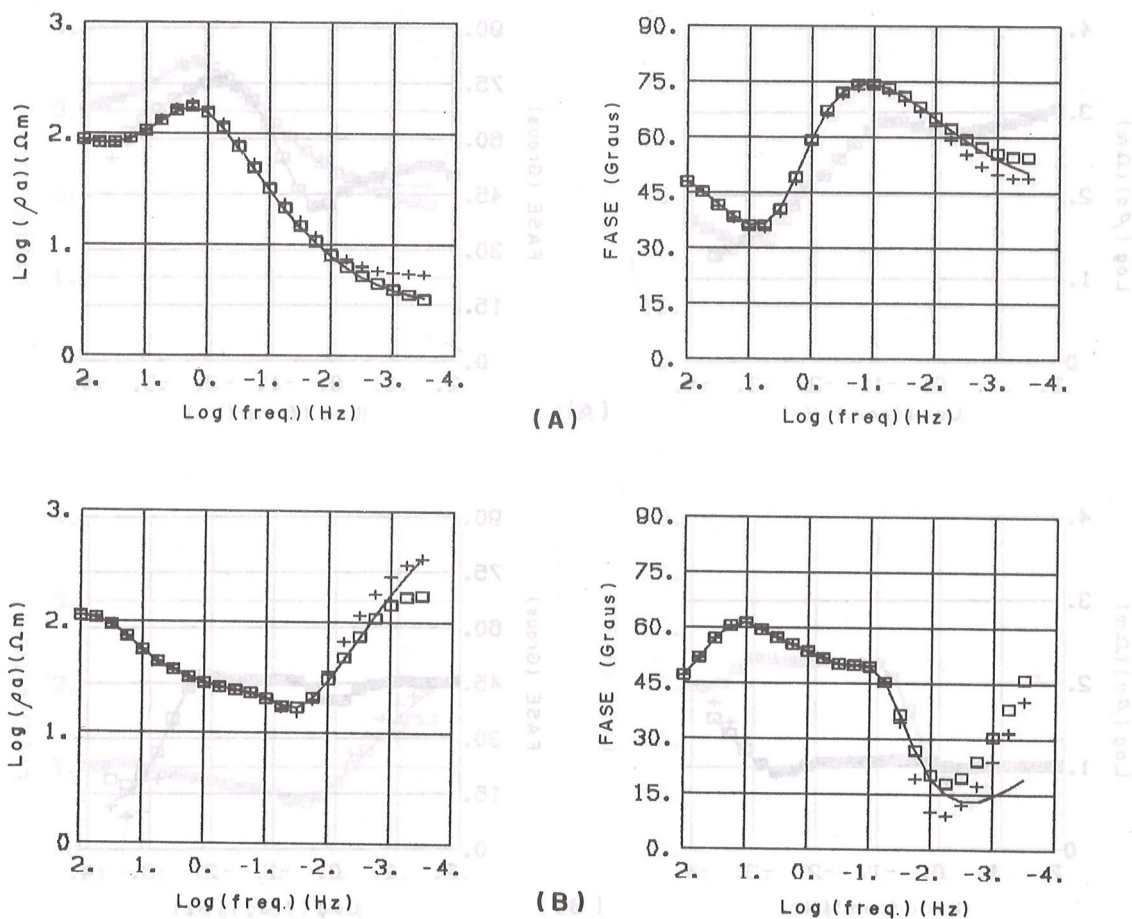 3.
2.
1.
0
2. 1. 0. -1. -2. -3. -4.
Log(ρa)(Ωm)
Log(freq.)(Hz)
90.
75.
60.
45.
30.
15.
0.
2. 1. 0. -1. -2. -3. -4.
FASE (Graus)
Log(freq)(Hz)
(A)
3.
2.
1.
0
2. 1. 0. -1. -2. -3. -4.
Log(ρa)(Ωm)
Log(freq.)(Hz)
90.
75.
60.
45.
30.
15.
0.
2. 1. 0. -1. -2. -3. -4.
FASE (Graus)
Log(freq.)(Hz)
(B)